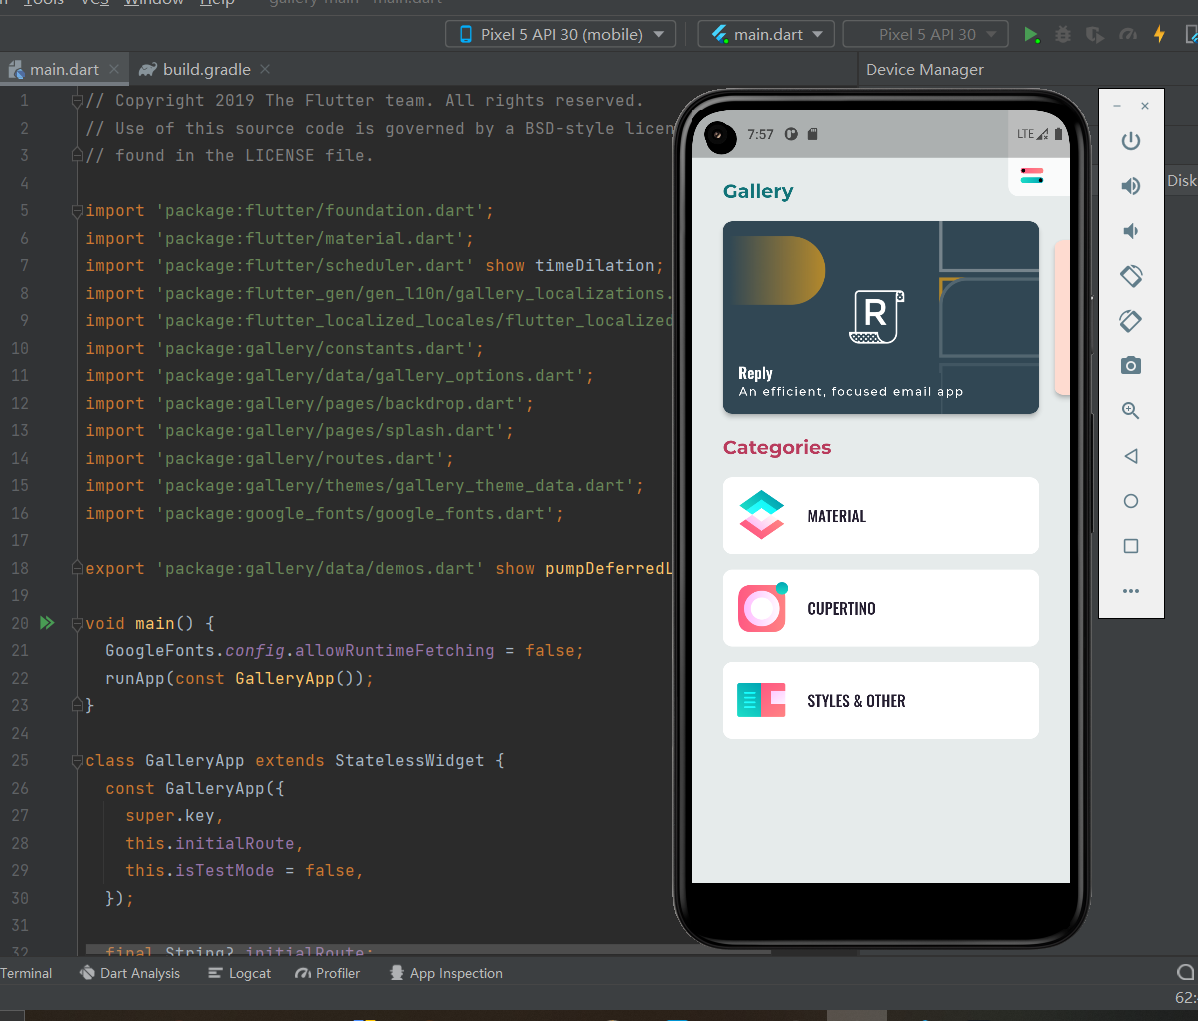 Tools VCS Window Help gallery-main - main.dart
Pixel 5 API 30 (mobile) main.dart Pixel 5 API 30
main.dart build.gradle Device Manager
1 // Copyright 2019 The Flutter team. All rights reserved.
2 // Use of this source code is governed by a BSD-style licen
3 // found in the LICENSE file.
4
5 import 'package:flutter/foundation.dart';
6 import 'package:flutter/material.dart';
7 import 'package:flutter/scheduler.dart' show timeDilation;
8 import 'package:flutter_gen/gen_l10n/gallery_localizations.
9 import 'package:flutter_localized_locales/flutter_localized
10 import 'package:gallery/constants.dart';
11 import 'package:gallery/data/gallery_options.dart';
12 import 'package:gallery/pages/backdrop.dart';
13 import 'package:gallery/pages/splash.dart';
14 import 'package:gallery/routes.dart';
15 import 'package:gallery/themes/gallery_theme_data.dart';
16 import 'package:google_fonts/google_fonts.dart';
17
18 export 'package:gallery/data/demos.dart' show pumpDeferredL
19
20 void main() {
21 GoogleFonts.config.allowRuntimeFetching = false;
22 runApp(const GalleryApp());
23 }
24
25 class GalleryApp extends StatelessWidget {
26 const GalleryApp({
27 super.key,
28 this.initialRoute,
29 this.isTestMode = false,
30 });
31
32 final String? initialRoute;
7:57 LTE
Gallery
R
Reply
An efficient, focused email app
Categories
MATERIAL
CUPERTINO
STYLES & OTHER
Disk
Terminal Dart Analysis Logcat Profiler App Inspection
62: